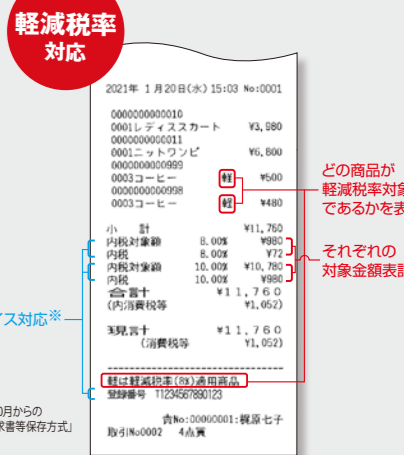 軽減税率
対応
2021年 1月20日(水) 15:03 No:0001
0000000000010
0001レディススカート ¥3,980
0000000000011
0001ニットワンピ ¥6,800
0000000000999
0003コーヒー 軽 ¥500
0000000000998
0003コーヒー 軽 ¥480
小 計 ¥11,760
内税対象額 8.00% ¥980
内税 8.00% ¥72
内税対象額 10.00% ¥10,780
内税 10.00% ¥980
合計 ¥11,760
(内消費税等 ¥1,052)
現計 ¥11,760
(消費税等 ¥1,052)
軽は軽減税率(8%)適用商品
登録番号 T1234567890123
責No:00000001:梶原七子
取引No0002 4点買
どの商品が
軽減税率対象
であるかを表
それぞれの
対象金額表記
イス対応※
0月からの
求書等保存方式」